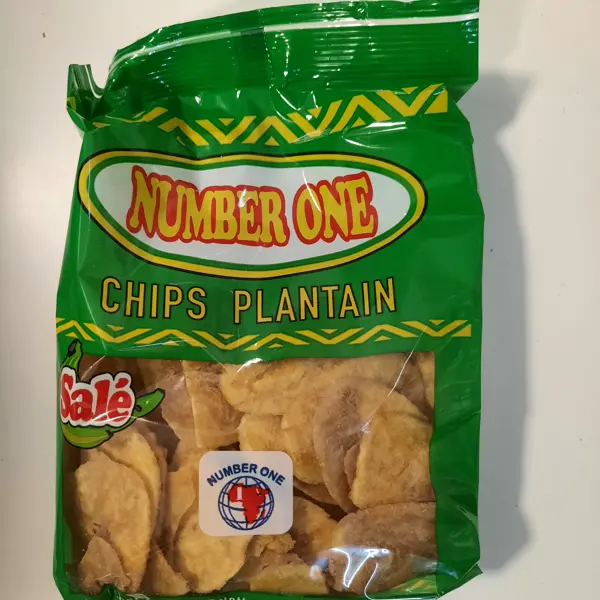 NUMBER ONE
CHIPS PLANTAIN
Salé
NUMBER ONE